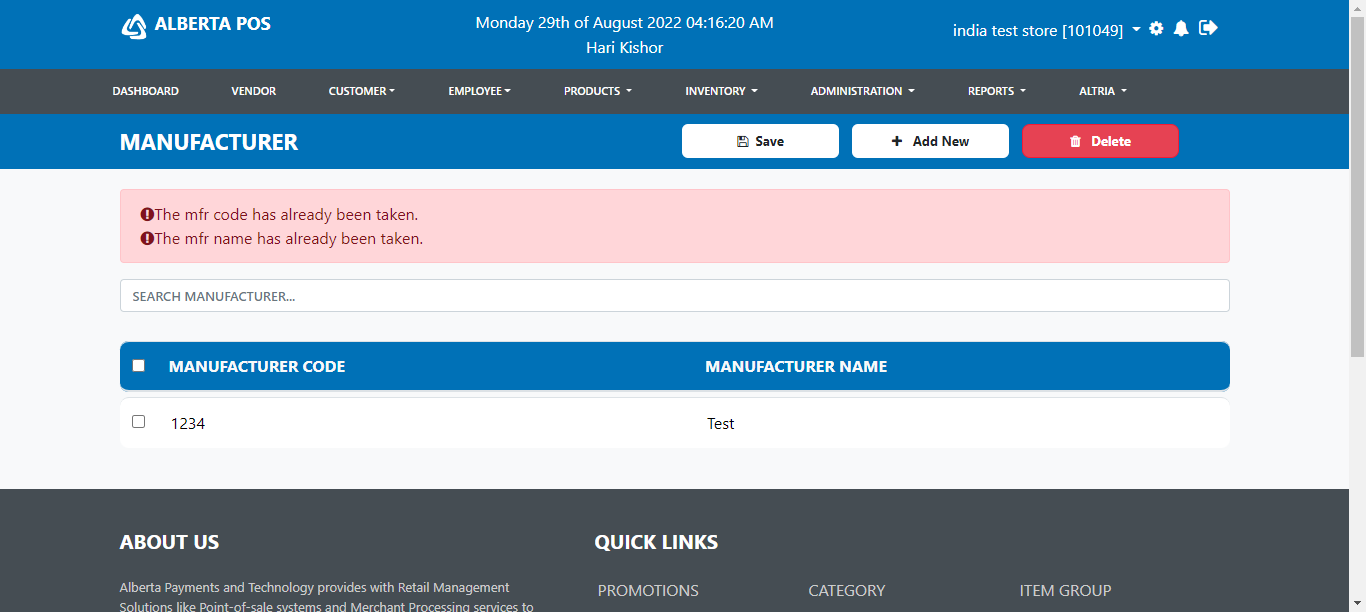 ALBERTA POS
Monday 29th of August 2022 04:16:20 AM
Hari Kishor
india test store [101049]
DASHBOARD VENDOR CUSTOMER EMPLOYEE PRODUCTS INVENTORY ADMINISTRATION REPORTS ALTRIA
MANUFACTURER Save Add New Delete
The mfr code has already been taken.
The mfr name has already been taken.
SEARCH MANUFACTURER...
MANUFACTURER CODE MANUFACTURER NAME
1234 Test
ABOUT US QUICK LINKS
Alberta Payments and Technology provides with Retail Management
Solutions like Point-of-sale systems and Merchant Processing services to
PROMOTIONS CATEGORY ITEM GROUP